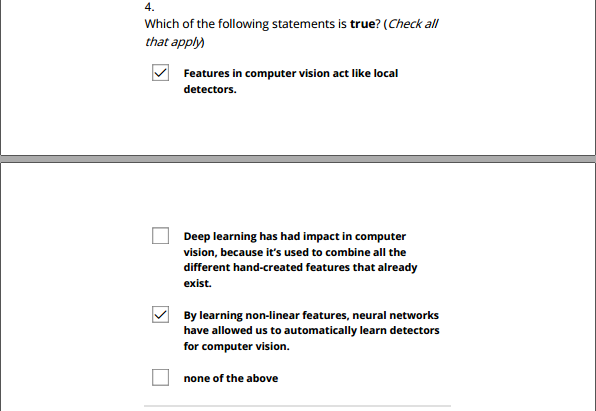 4.
Which of the following statements is true? (Check all
that apply)
Features in computer vision act like local
detectors.
Deep learning has had impact in computer
vision, because it’s used to combine all the
different hand-created features that already
exist.
By learning non-linear features, neural networks
have allowed us to automatically learn detectors
for computer vision.
none of the above